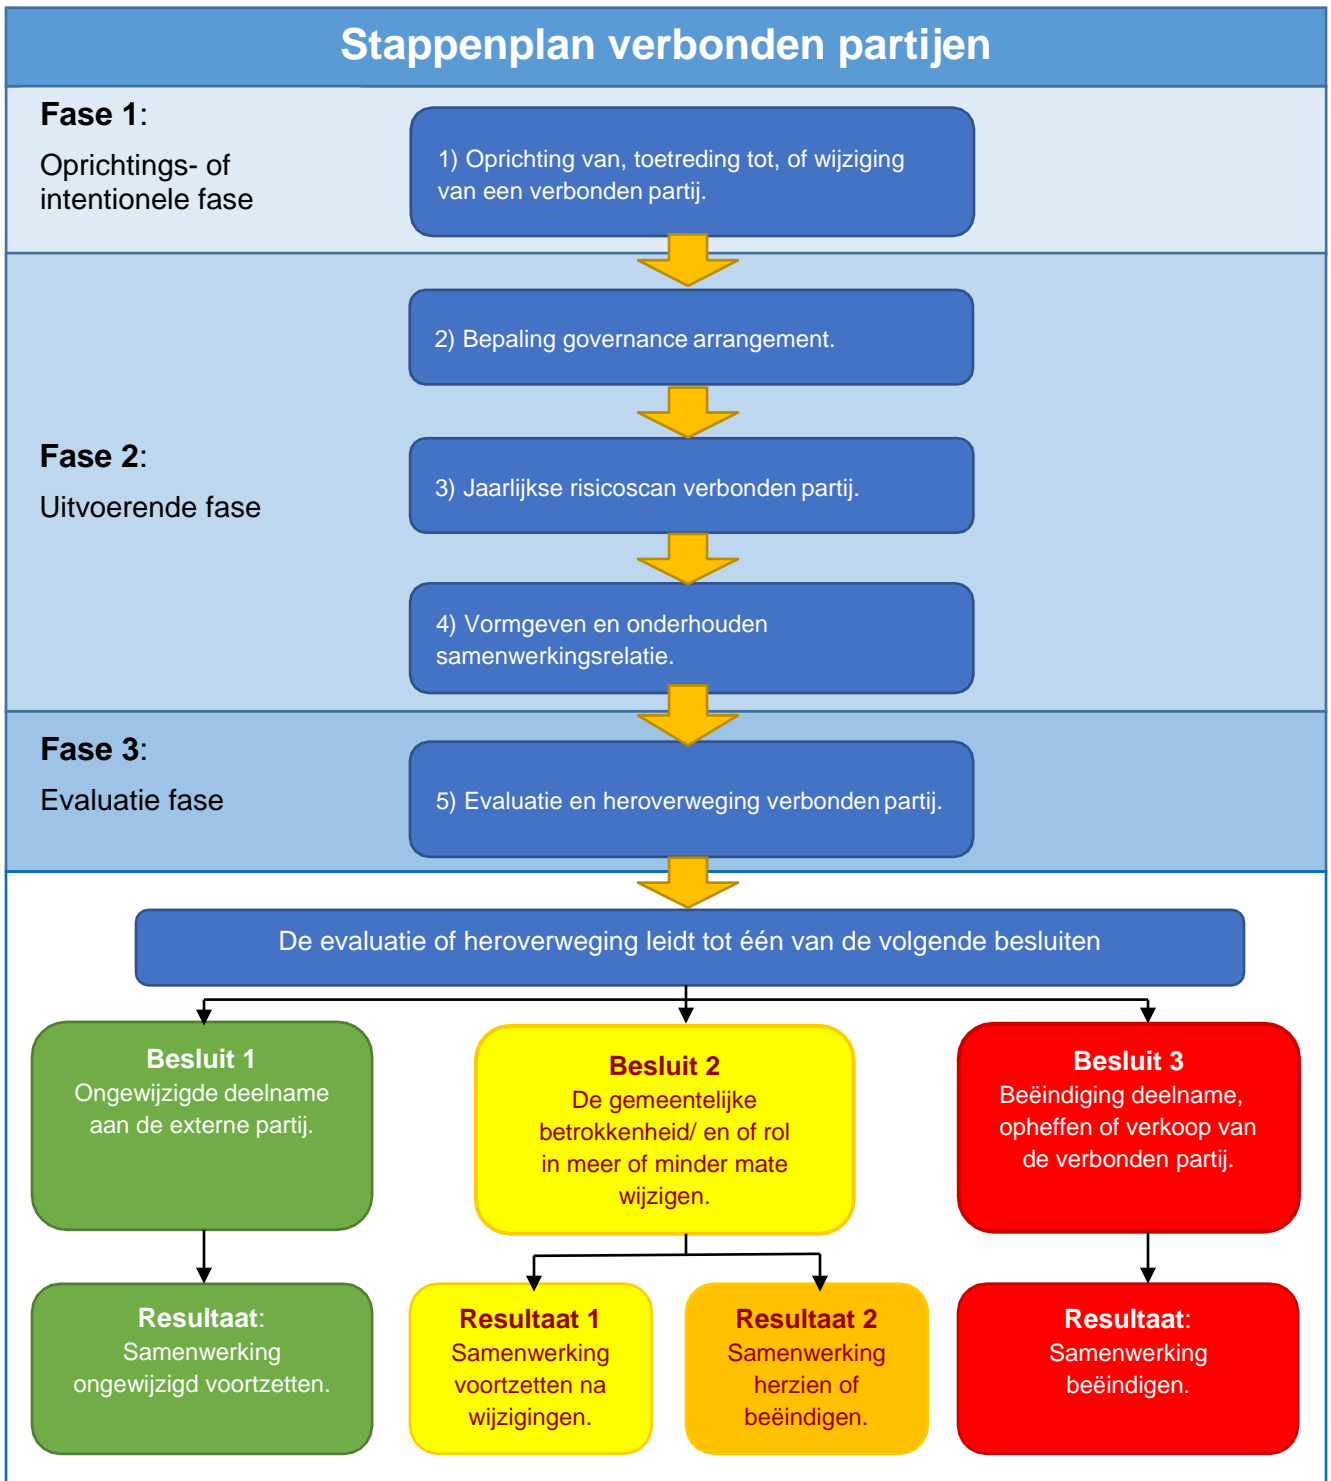 Stappenplan verbonden partijen
Fase 1:
Oprichtings- of
intentionele fase
1) Oprichting van, toetreding tot, of wijziging
van een verbonden partij.
2) Bepaling governance arrangement.
Fase 2:
Uitvoerende fase
3) Jaarlijkse risicoscan verbonden partij.
4) Vormgeven en onderhouden
samenwerkingsrelatie.
Fase 3:
Evaluatie fase
5) Evaluatie en heroverweging verbonden partij.
De evaluatie of heroverweging leidt tot één van de volgende besluiten
Besluit 1
Ongewijzigde deelname
aan de externe partij.
Besluit 2
De gemeentelijke
betrokkenheid/ en of rol
in meer of minder mate
wijzigen.
Besluit 3
Beëindiging deelname,
opheffen of verkoop van
de verbonden partij.
Resultaat:
Samenwerking
ongewijzigd voortzetten.
Resultaat 1
Samenwerking
voortzetten na
wijzigingen.
Resultaat 2
Samenwerking
herzien of
beëindigen.
Resultaat:
Samenwerking
beëindigen.